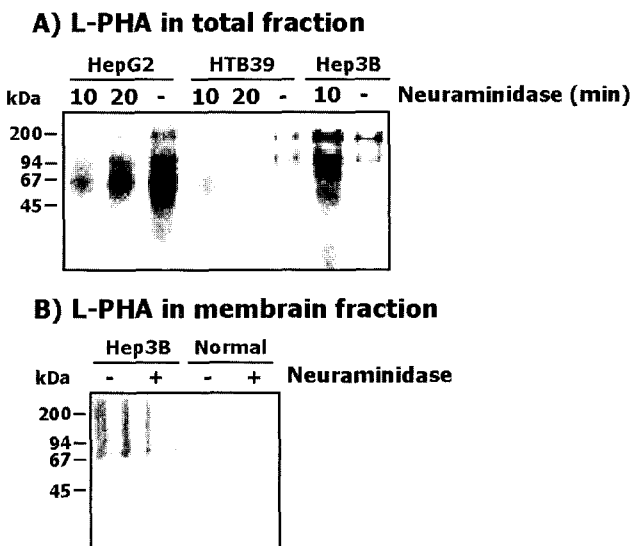 A) L-PHA in total fraction
HepG2 HTB39 Hep3B
kDa 10 20 - 10 20 - 10 - Neuraminidase (min)
200
94
67
45
B) L-PHA in membrain fraction
Hep3B Normal
kDa - + - + Neuraminidase
200
94
67
45